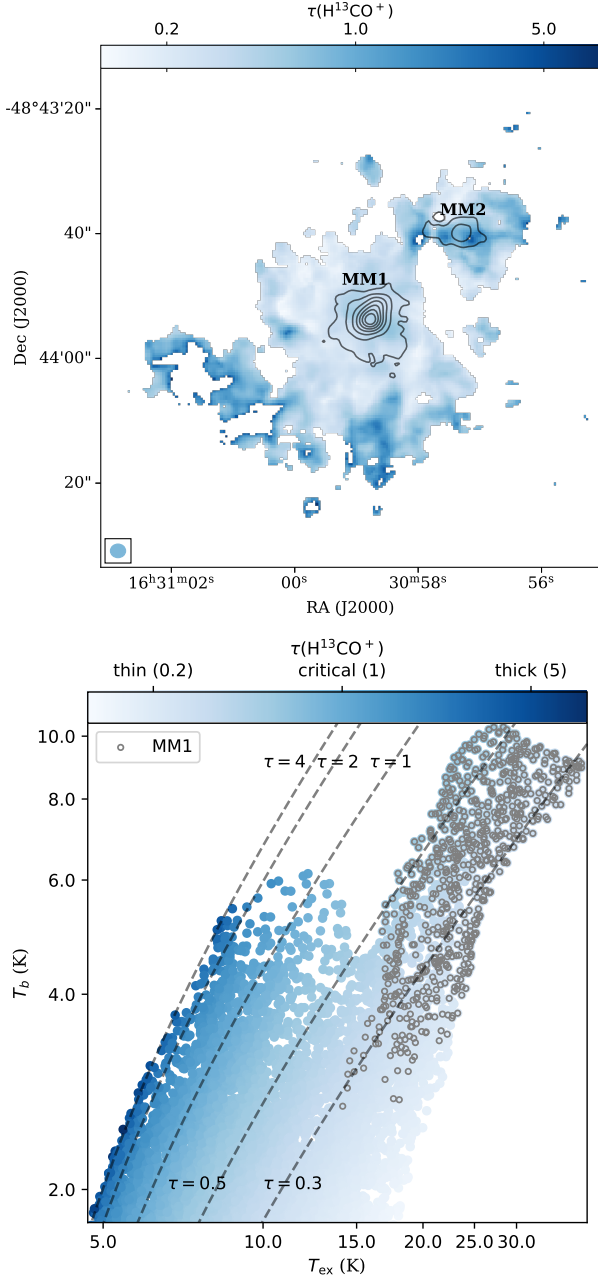 τ(H¹³CO⁺)
0.2 1.0 5.0
-48°43'20"
40"
44'00"
20"
Dec (J2000)
MM2
MM1
16ʰ31ᵐ02ˢ 00ˢ 30ᵐ58ˢ 56ˢ
RA (J2000)
τ(H¹³CO⁺)
thin (0.2) critical (1) thick (5)
MM1
τ = 4 τ = 2 τ = 1
10.0
8.0
6.0
4.0
2.0
T_b (K)
τ = 0.5 τ = 0.3
5.0 10.0 15.0 20.0 25.0 30.0
T_ex (K)